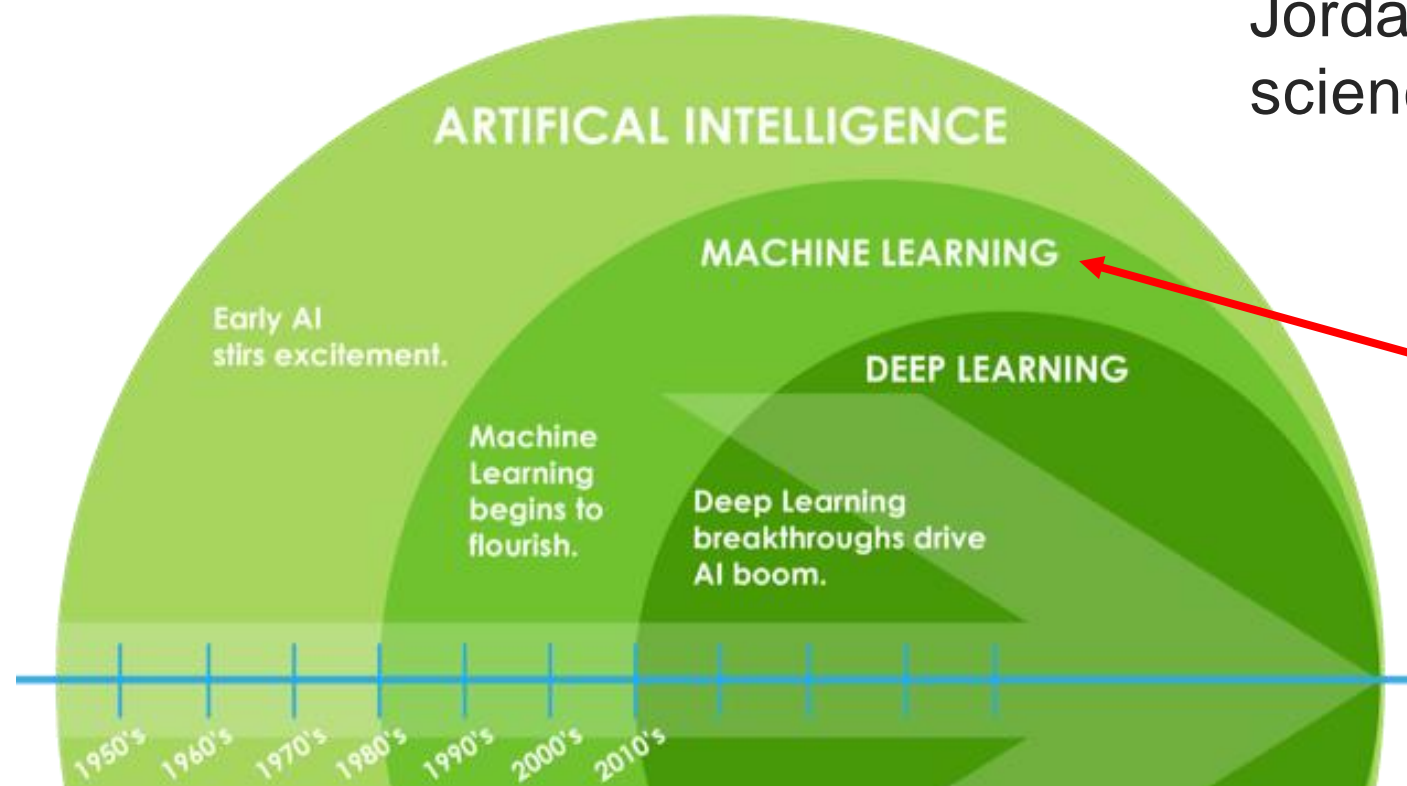 ARTIFICAL INTELLIGENCE
MACHINE LEARNING
Early AI
stirs excitement.
DEEP LEARNING
Machine
Learning
begins to
flourish.
Deep Learning
breakthroughs drive
AI boom.
1950's
1960's
1970's
1980's
1990's
2000's
2010's